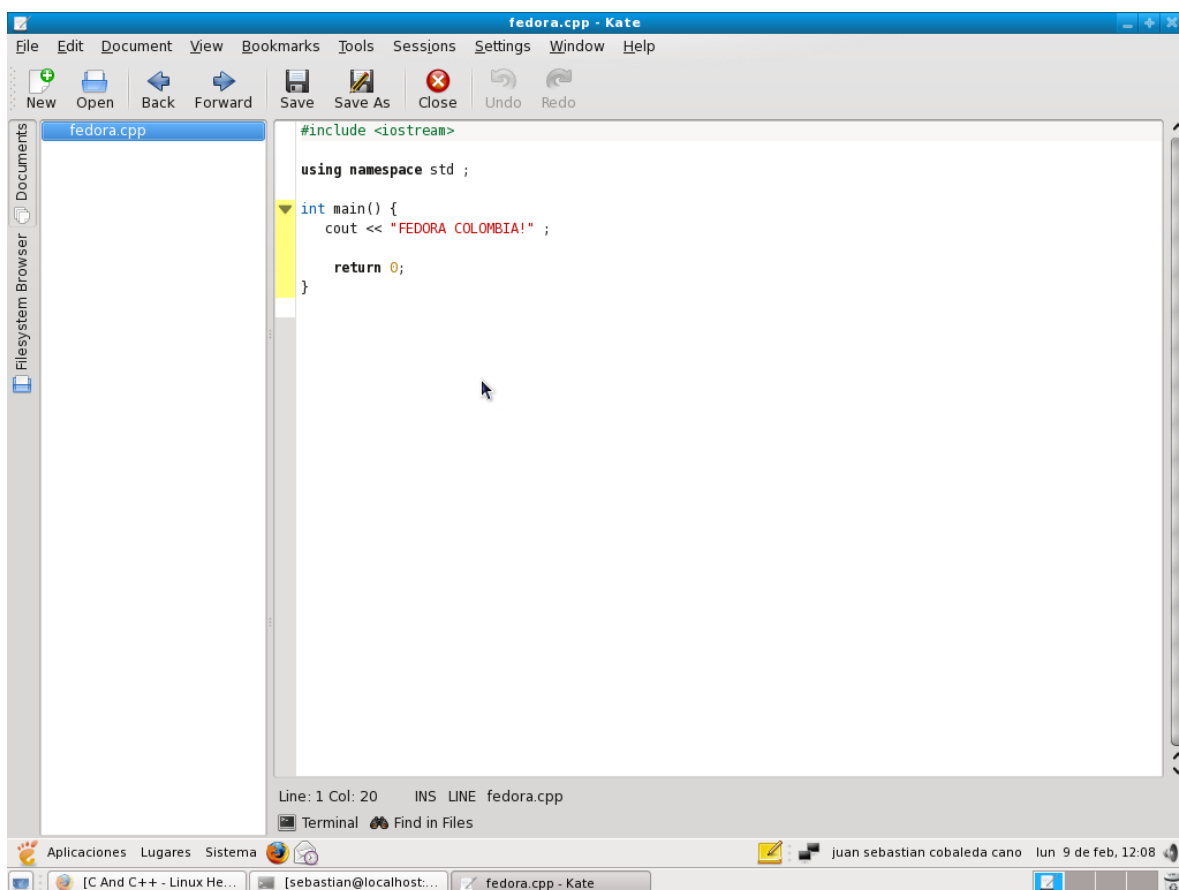 fedora.cpp - Kate
File Edit Document View Bookmarks Tools Sessions Settings Window Help
New Open Back Forward Save Save As Close Undo Redo
Documents
Filesystem Browser
fedora.cpp
#include <iostream>
using namespace std ;
int main() {
cout << "FEDORA COLOMBIA!" ;
return 0;
}
Line: 1 Col: 20 INS LINE fedora.cpp
Terminal Find in Files
Aplicaciones Lugares Sistema juan sebastian cobaleda cano lun 9 de feb, 12:08
[C And C++ - Linux He... [sebastian@localhost:... fedora.cpp - Kate